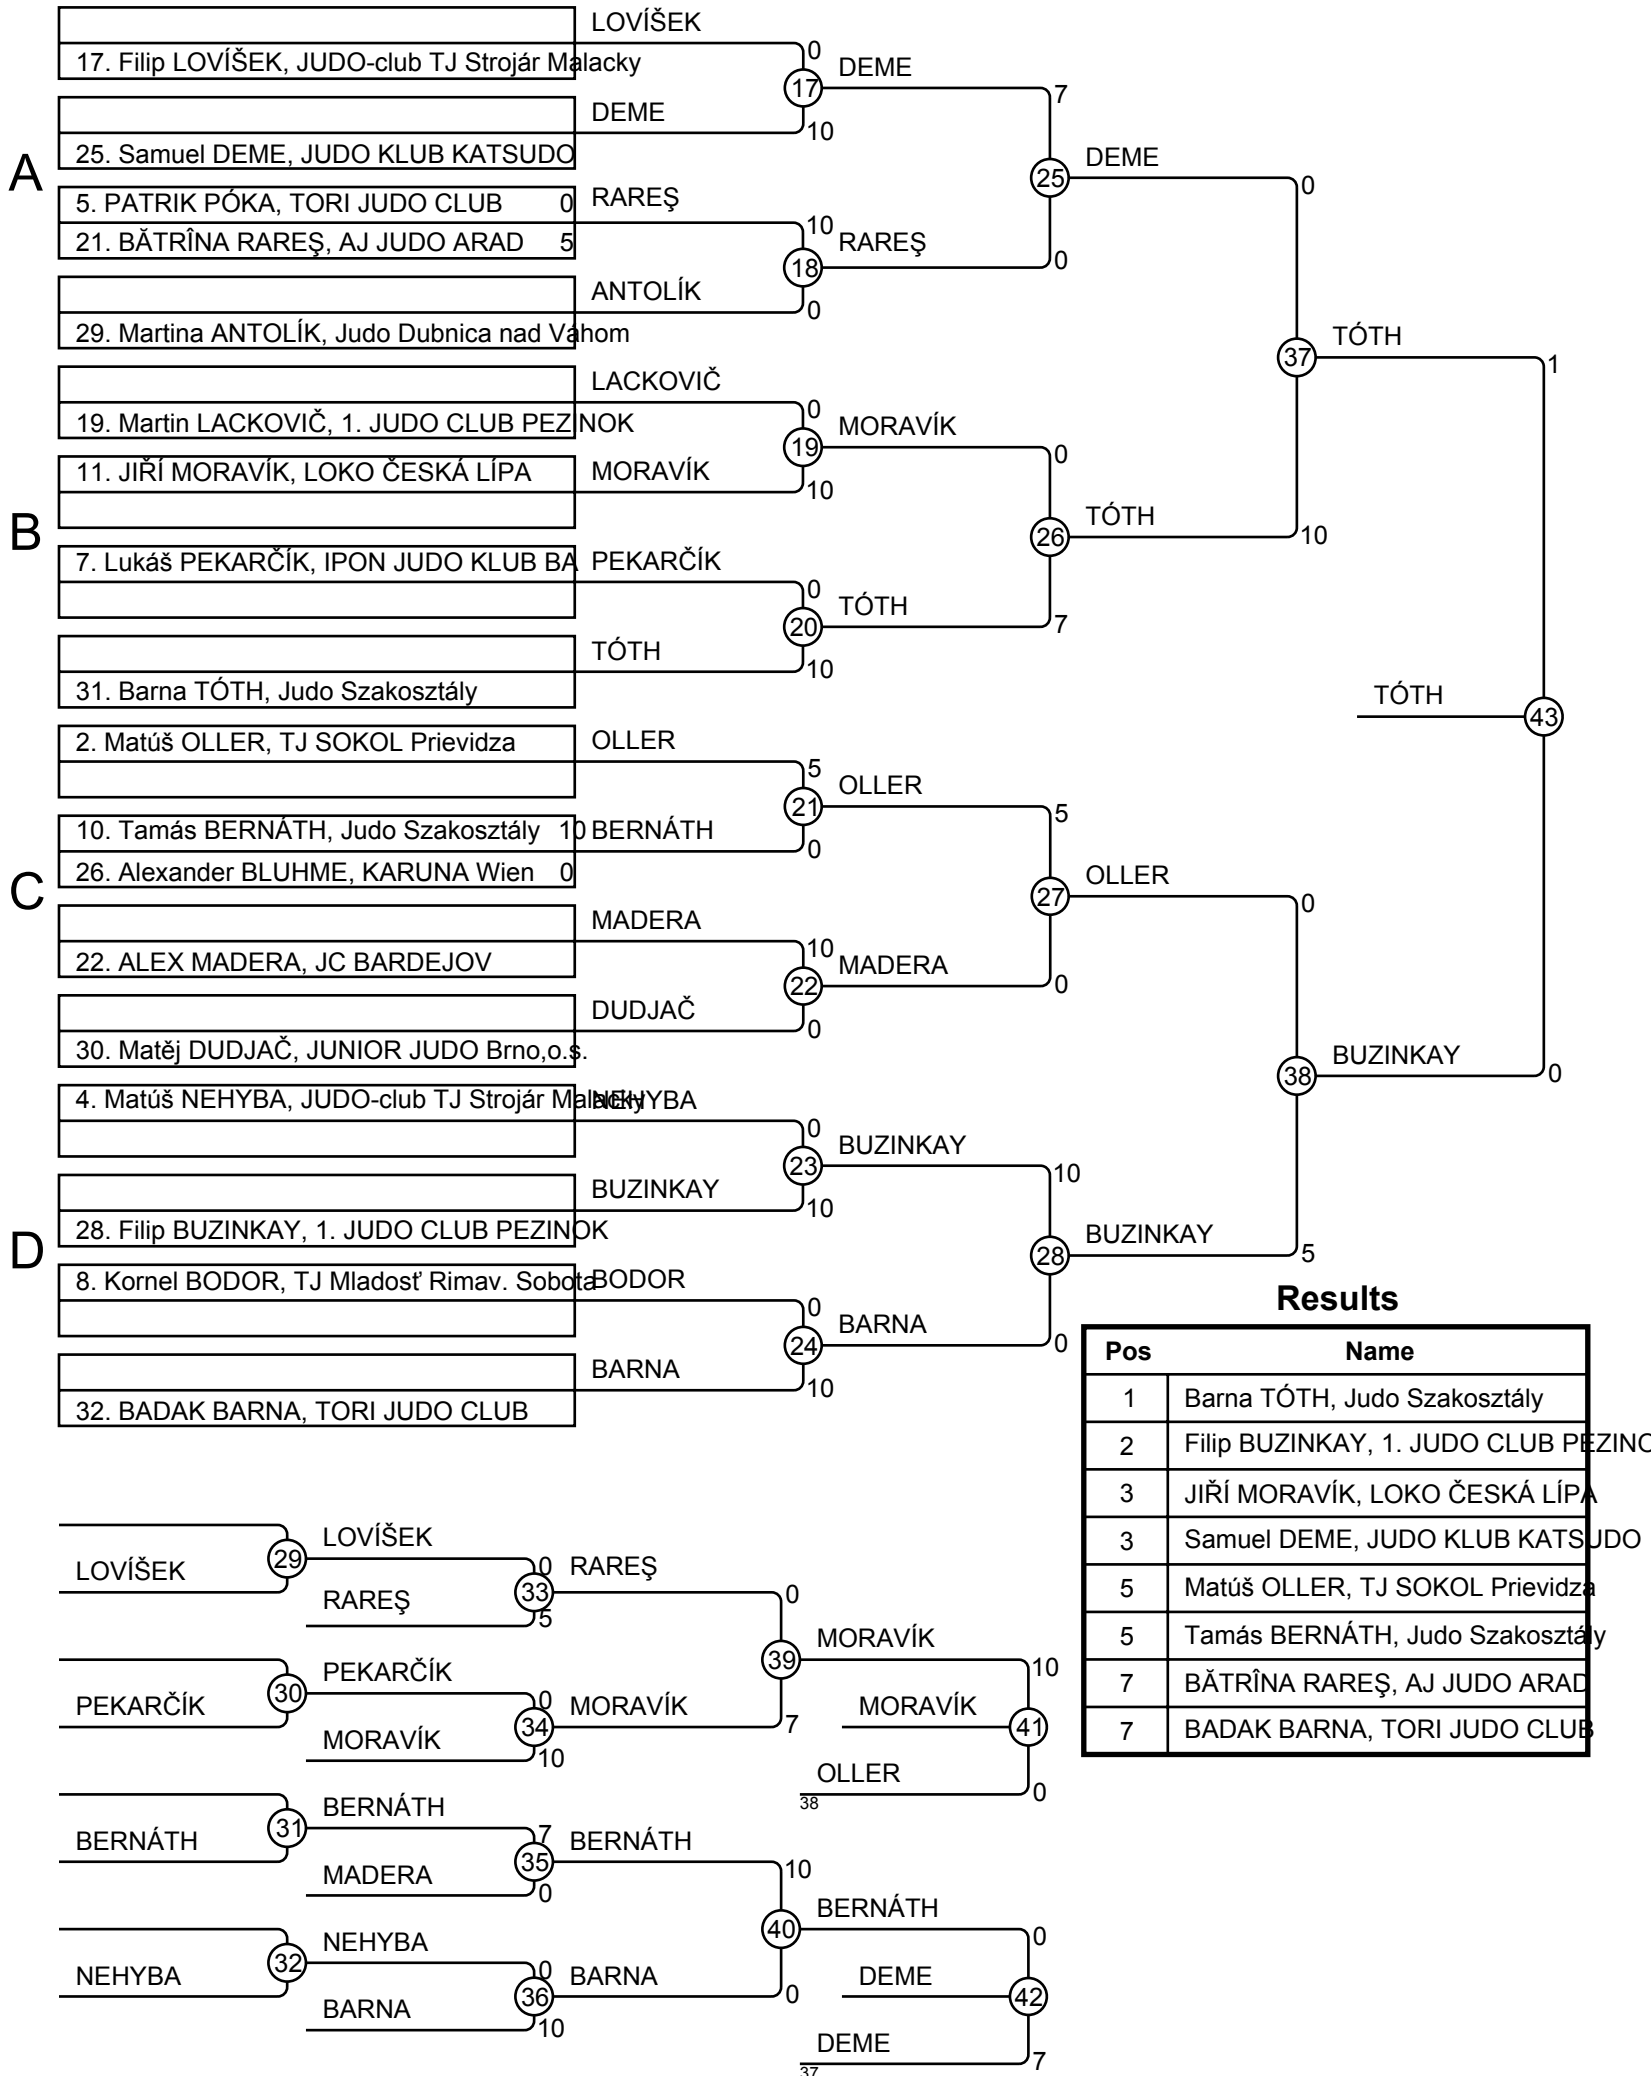 A
17. Filip LOVÍŠEK, JUDO-club TJ Strojár Malacky
25. Samuel DEME, JUDO KLUB KATSUDO
5. PATRIK PÓKA, TORI JUDO CLUB 0
21. BĂTRÎNA RAREŞ, AJ JUDO ARAD 5
29. Martina ANTOLÍK, Judo Dubnica nad Váhom
B
19. Martin LACKOVIČ, 1. JUDO CLUB PEZINOK
11. JIŘÍ MORAVÍK, LOKO ČESKÁ LÍPA
7. Lukáš PEKARČÍK, IPON JUDO KLUB BA
31. Barna TÓTH, Judo Szakosztály
C
2. Matúš OLLER, TJ SOKOL Prievidza
10. Tamás BERNÁTH, Judo Szakosztály 10
26. Alexander BLUHME, KARUNA Wien 0
22. ALEX MADERA, JC BARDEJOV
30. Matěj DUDJAČ, JUNIOR JUDO Brno,o.s.
D
4. Matúš NEHYBA, JUDO-club TJ Strojár Malacky
28. Filip BUZINKAY, 1. JUDO CLUB PEZINOK
8. Kornel BODOR, TJ Mladosť Rimav. Sobota
32. BADAK BARNA, TORI JUDO CLUB
LOVÍŠEK
0
17
DEME
10
RAREŞ
10
18
ANTOLÍK
0
LACKOVIČ
0
19
MORAVÍK
10
PEKARČÍK
0
20
TÓTH
10
OLLER
5
21
BERNÁTH
0
MADERA
10
22
DUDJAČ
0
NEHYBA
0
23
BUZINKAY
10
BODOR
0
24
BARNA
10
DEME
7
25
RAREŞ
0
MORAVÍK
0
26
TÓTH
7
OLLER
5
27
MADERA
0
BUZINKAY
10
28
BARNA
0
DEME
0
37
TÓTH
10
OLLER
0
38
BUZINKAY
5
TÓTH
1
TÓTH
43
BUZINKAY
0
Results
Pos Name
1 Barna TÓTH, Judo Szakosztály
2 Filip BUZINKAY, 1. JUDO CLUB PEZINO
3 JIŘÍ MORAVÍK, LOKO ČESKÁ LÍPA
3 Samuel DEME, JUDO KLUB KATSUDO
5 Matúš OLLER, TJ SOKOL Prievidza
5 Tamás BERNÁTH, Judo Szakosztály
7 BĂTRÎNA RAREŞ, AJ JUDO ARAD
7 BADAK BARNA, TORI JUDO CLUB
LOVÍŠEK
29
PEKARČÍK
30
BERNÁTH
31
NEHYBA
32
LOVÍŠEK
0
33
RAREŞ
5
PEKARČÍK
0
34
MORAVÍK
10
BERNÁTH
7
35
MADERA
0
NEHYBA
0
36
BARNA
10
RAREŞ
0
39
MORAVÍK
7
BERNÁTH
10
40
BARNA
0
MORAVÍK
10
MORAVÍK
41
OLLER
38
0
BERNÁTH
0
DEME
42
DEME
37
7